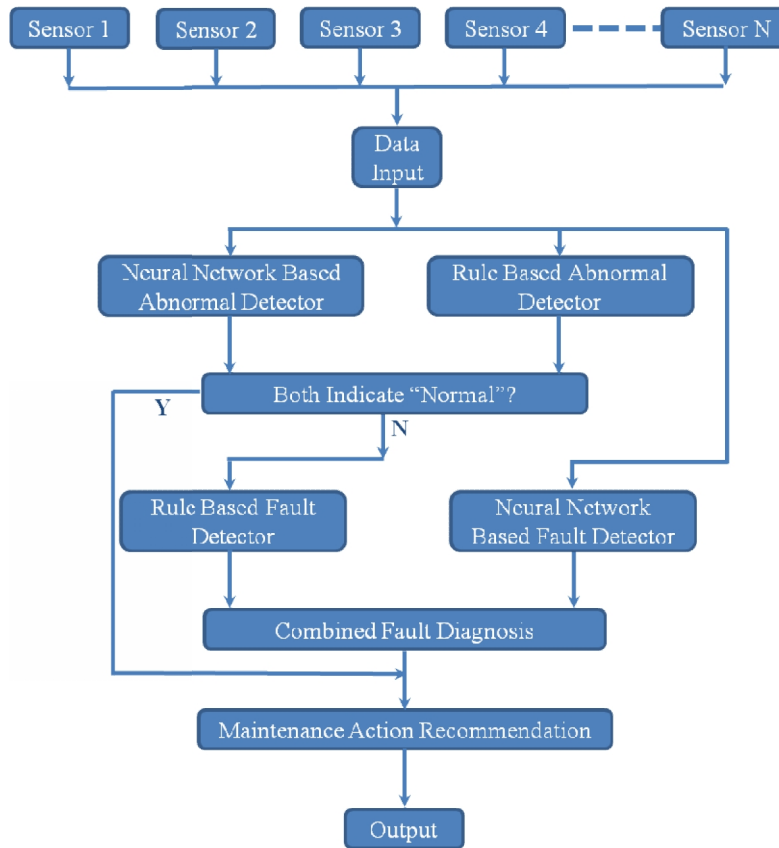 Sensor 1
Sensor 2
Sensor 3
Sensor 4
Sensor N
Data
Input
Neural Network Based
Abnormal Detector
Rule Based Abnormal
Detector
Both Indicate “Normal”?
Y
N
Rule Based Fault
Detector
Neural Network
Based Fault Detector
Combined Fault Diagnosis
Maintenance Action Recommendation
Output